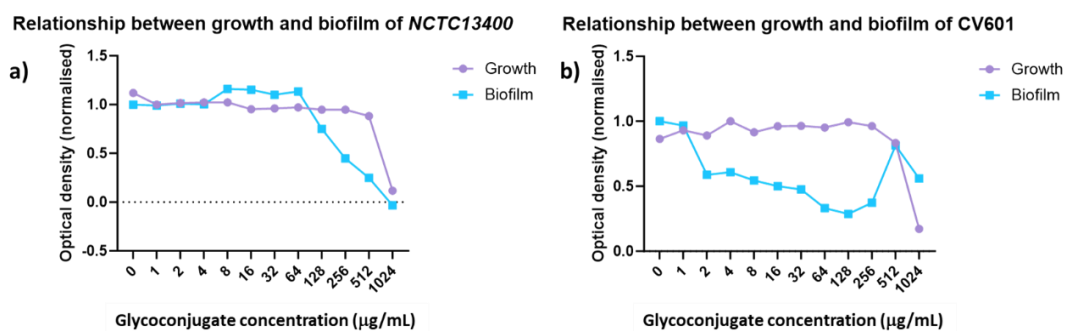 Relationship between growth and biofilm of NCTC13400
a)
Optical density (normalised)
1.5
1.0
0.5
0.0
-0.5
Growth
Biofilm
0 1 2 4 8 16 32 64 128 256 512 1024
Glycoconjugate concentration (μg/mL)
Relationship between growth and biofilm of CV601
b)
Optical density (normalised)
1.5
1.0
0.5
0.0
Growth
Biofilm
0 1 2 4 8 16 32 64 128 256 512 1024
Glycoconjugate concentration (μg/mL)